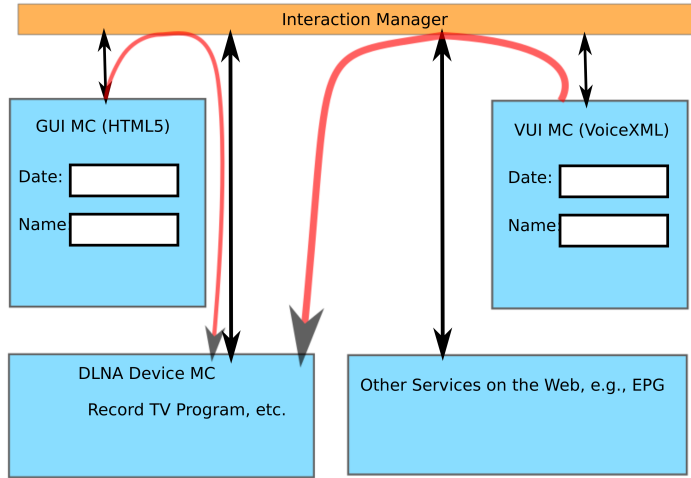 Interaction Manager
GUI MC (HTML5)
Date:
Name
VUI MC (VoiceXML)
Date:
Name
DLNA Device MC
Record TV Program, etc.
Other Services on the Web, e.g., EPG